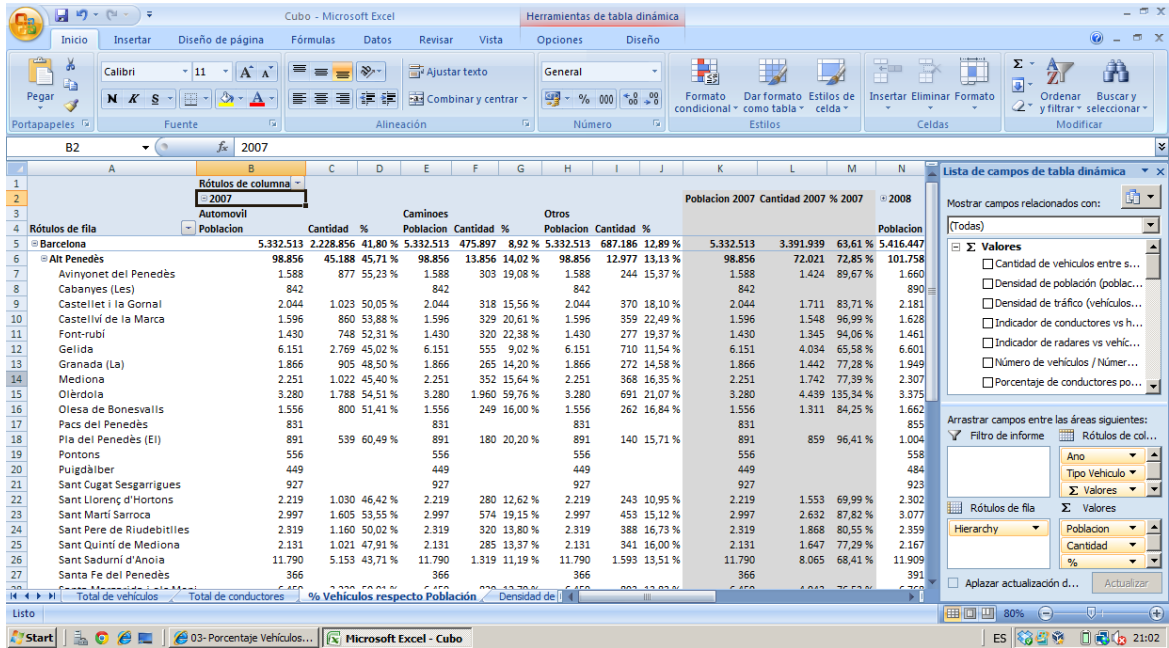 Cubo - Microsoft Excel
Herramientas de tabla dinámica
Inicio Insertar Diseño de página Fórmulas Datos Revisar Vista Opciones Diseño
Pegar
Calibri 11
Ajustar texto
General
N K S
Combinar y centrar
% 000
Formato condicional
Dar formato como tabla
Estilos de celda
Insertar Eliminar Formato
Ordenar y filtrar
Buscar y seleccionar
Portapapeles Fuente Alineación Número Estilos Celdas Modificar
B2 fx 2007
A B C D E F G H I J K L M N
1 Rótulos de columna
2 2007 Poblacion 2007 Cantidad 2007 % 2007 2008
3 Automovil Caminoes Otros
4 Rótulos de fila Poblacion Cantidad % Poblacion Cantidad % Poblacion Cantidad % Poblacion
5 Barcelona 5.332.513 2.228.856 41,80 % 5.332.513 475.897 8,92 % 5.332.513 687.186 12,89 % 5.332.513 3.391.939 63,61 % 5.416.447
6 Alt Penedès 98.856 45.188 45,71 % 98.856 13.856 14,02 % 98.856 12.977 13,13 % 98.856 72.021 72,85 % 101.758
7 Avinyonet del Penedès 1.588 877 55,23 % 1.588 303 19,08 % 1.588 244 15,37 % 1.588 1.424 89,67 % 1.660
8 Cabanyes (Les) 842 842 842 842 890
9 Castellet i la Gornal 2.044 1.023 50,05 % 2.044 318 15,56 % 2.044 370 18,10 % 2.044 1.711 83,71 % 2.181
10 Castellví de la Marca 1.596 860 53,88 % 1.596 329 20,61 % 1.596 359 22,49 % 1.596 1.548 96,99 % 1.628
11 Font-rubí 1.430 748 52,31 % 1.430 320 22,38 % 1.430 277 19,37 % 1.430 1.345 94,06 % 1.461
12 Gelida 6.151 2.769 45,02 % 6.151 555 9,02 % 6.151 710 11,54 % 6.151 4.034 65,58 % 6.601
13 Granada (La) 1.866 905 48,50 % 1.866 265 14,20 % 1.866 272 14,58 % 1.866 1.442 77,28 % 1.949
14 Mediona 2.251 1.022 45,40 % 2.251 352 15,64 % 2.251 368 16,35 % 2.251 1.742 77,39 % 2.307
15 Olèrdola 3.280 1.788 54,51 % 3.280 1.960 59,76 % 3.280 691 21,07 % 3.280 4.439 135,34 % 3.375
16 Olesa de Bonesvalls 1.556 800 51,41 % 1.556 249 16,00 % 1.556 262 16,84 % 1.556 1.311 84,25 % 1.662
17 Pacs del Penedès 831 831 831 831 855
18 Pla del Penedès (El) 891 539 60,49 % 891 180 20,20 % 891 140 15,71 % 891 859 96,41 % 1.004
19 Pontons 556 556 556 556 558
20 Puigdàlber 449 449 449 449 484
21 Sant Cugat Sesgarrigues 927 927 927 927 923
22 Sant Llorenç d'Hortons 2.219 1.030 46,42 % 2.219 280 12,62 % 2.219 243 10,95 % 2.219 1.553 69,99 % 2.302
23 Sant Martí Sarroca 2.997 1.605 53,55 % 2.997 574 19,15 % 2.997 453 15,12 % 2.997 2.632 87,82 % 3.077
24 Sant Pere de Riudebitlles 2.319 1.160 50,02 % 2.319 320 13,80 % 2.319 388 16,73 % 2.319 1.868 80,55 % 2.359
25 Sant Quintí de Mediona 2.131 1.021 47,91 % 2.131 285 13,37 % 2.131 341 16,00 % 2.131 1.647 77,29 % 2.167
26 Sant Sadurní d'Anoia 11.790 5.153 43,71 % 11.790 1.319 11,19 % 11.790 1.593 13,51 % 11.790 8.065 68,41 % 11.909
27 Santa Fe del Penedès 366 366 366 366 391
Lista de campos de tabla dinámica
Mostrar campos relacionados con:
(Todas)
Σ Valores
Cantidad de vehiculos entre s...
Densidad de población (poblac...
Densidad de tráfico (vehículos...
Indicador de conductores vs h...
Indicador de radares vs vehíc...
Número de vehículos / Númer...
Porcentaje de conductores po...
Arrastrar campos entre las áreas siguientes:
Filtro de informe Rótulos de col...
Ano
Tipo Vehiculo
Σ Valores
Rótulos de fila Σ Valores
Hierarchy Poblacion
Cantidad
%
Aplazar actualización d... Actualizar
Total de vehículos Total de conductores % Vehículos respecto Población Densidad de
Listo 80%
Start 03- Porcentaje Vehículos... Microsoft Excel - Cubo ES 21:02